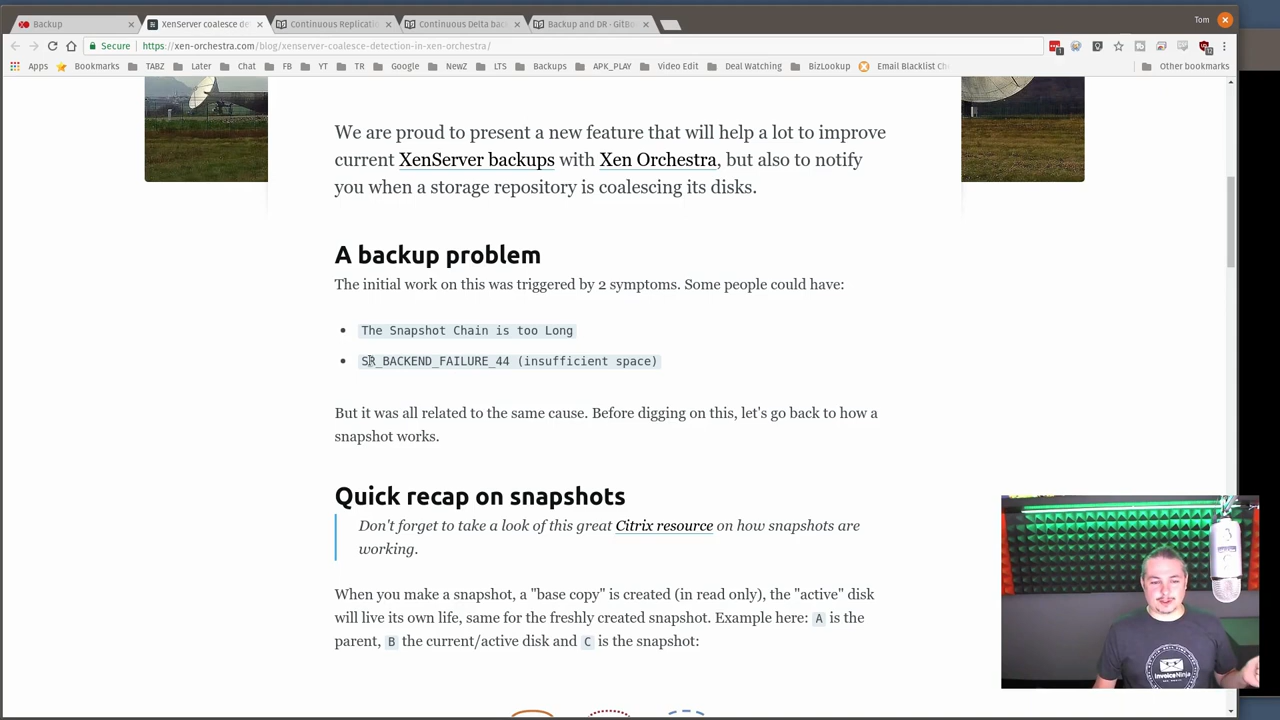 Backup
XenServer coalesce de
Continuous Replicati
Continuous Delta bac
Backup and DR · GitBo
Tom
Secure
https://xen-orchestra.com/blog/xenserver-coalesce-detection-in-xen-orchestra/
Apps
Bookmarks
TABZ
Later
Chat
FB
YT
TR
Google
NewZ
LTS
Backups
APK_PLAY
Video Edit
Deal Watching
BizLookup
Email Blacklist Ch
Other bookmarks
We are proud to present a new feature that will help a lot to improve
current XenServer backups with Xen Orchestra, but also to notify
you when a storage repository is coalescing its disks.
A backup problem
The initial work on this was triggered by 2 symptoms. Some people could have:
The Snapshot Chain is too Long
SR_BACKEND_FAILURE_44 (insufficient space)
But it was all related to the same cause. Before digging on this, let's go back to how a
snapshot works.
Quick recap on snapshots
Don't forget to take a look of this great Citrix resource on how snapshots are
working.
When you make a snapshot, a "base copy" is created (in read only), the "active" disk
will live its own life, same for the freshly created snapshot. Example here: A is the
parent, B the current/active disk and C is the snapshot:
invoiceNinja